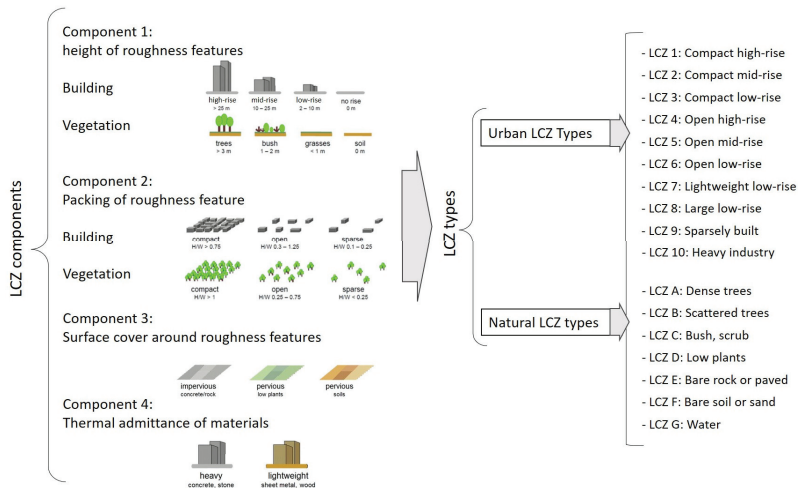 LCZ components
Component 1:
height of roughness features
Building
high-rise mid-rise low-rise no rise
> 25 m 10 – 25 m 2 – 10 m 0 m
Vegetation
trees bush grasses soil
> 3 m 1 – 2 m < 1 m 0 m
Component 2:
Packing of roughness feature
Building
compact open sparse
H/W > 0.75 H/W 0.3 – 1.25 H/W 0.1 – 0.25
Vegetation
compact open sparse
H/W > 1 H/W 0.25 – 0.75 H/W < 0.25
Component 3:
Surface cover around roughness features
impervious pervious pervious
concrete/rock low plants soils
Component 4:
Thermal admittance of materials
heavy lightweight
concrete, stone sheet metal, wood
LCZ types
Urban LCZ Types
Natural LCZ types
- LCZ 1: Compact high-rise
- LCZ 2: Compact mid-rise
- LCZ 3: Compact low-rise
- LCZ 4: Open high-rise
- LCZ 5: Open mid-rise
- LCZ 6: Open low-rise
- LCZ 7: Lightweight low-rise
- LCZ 8: Large low-rise
- LCZ 9: Sparsely built
- LCZ 10: Heavy industry
- LCZ A: Dense trees
- LCZ B: Scattered trees
- LCZ C: Bush, scrub
- LCZ D: Low plants
- LCZ E: Bare rock or paved
- LCZ F: Bare soil or sand
- LCZ G: Water